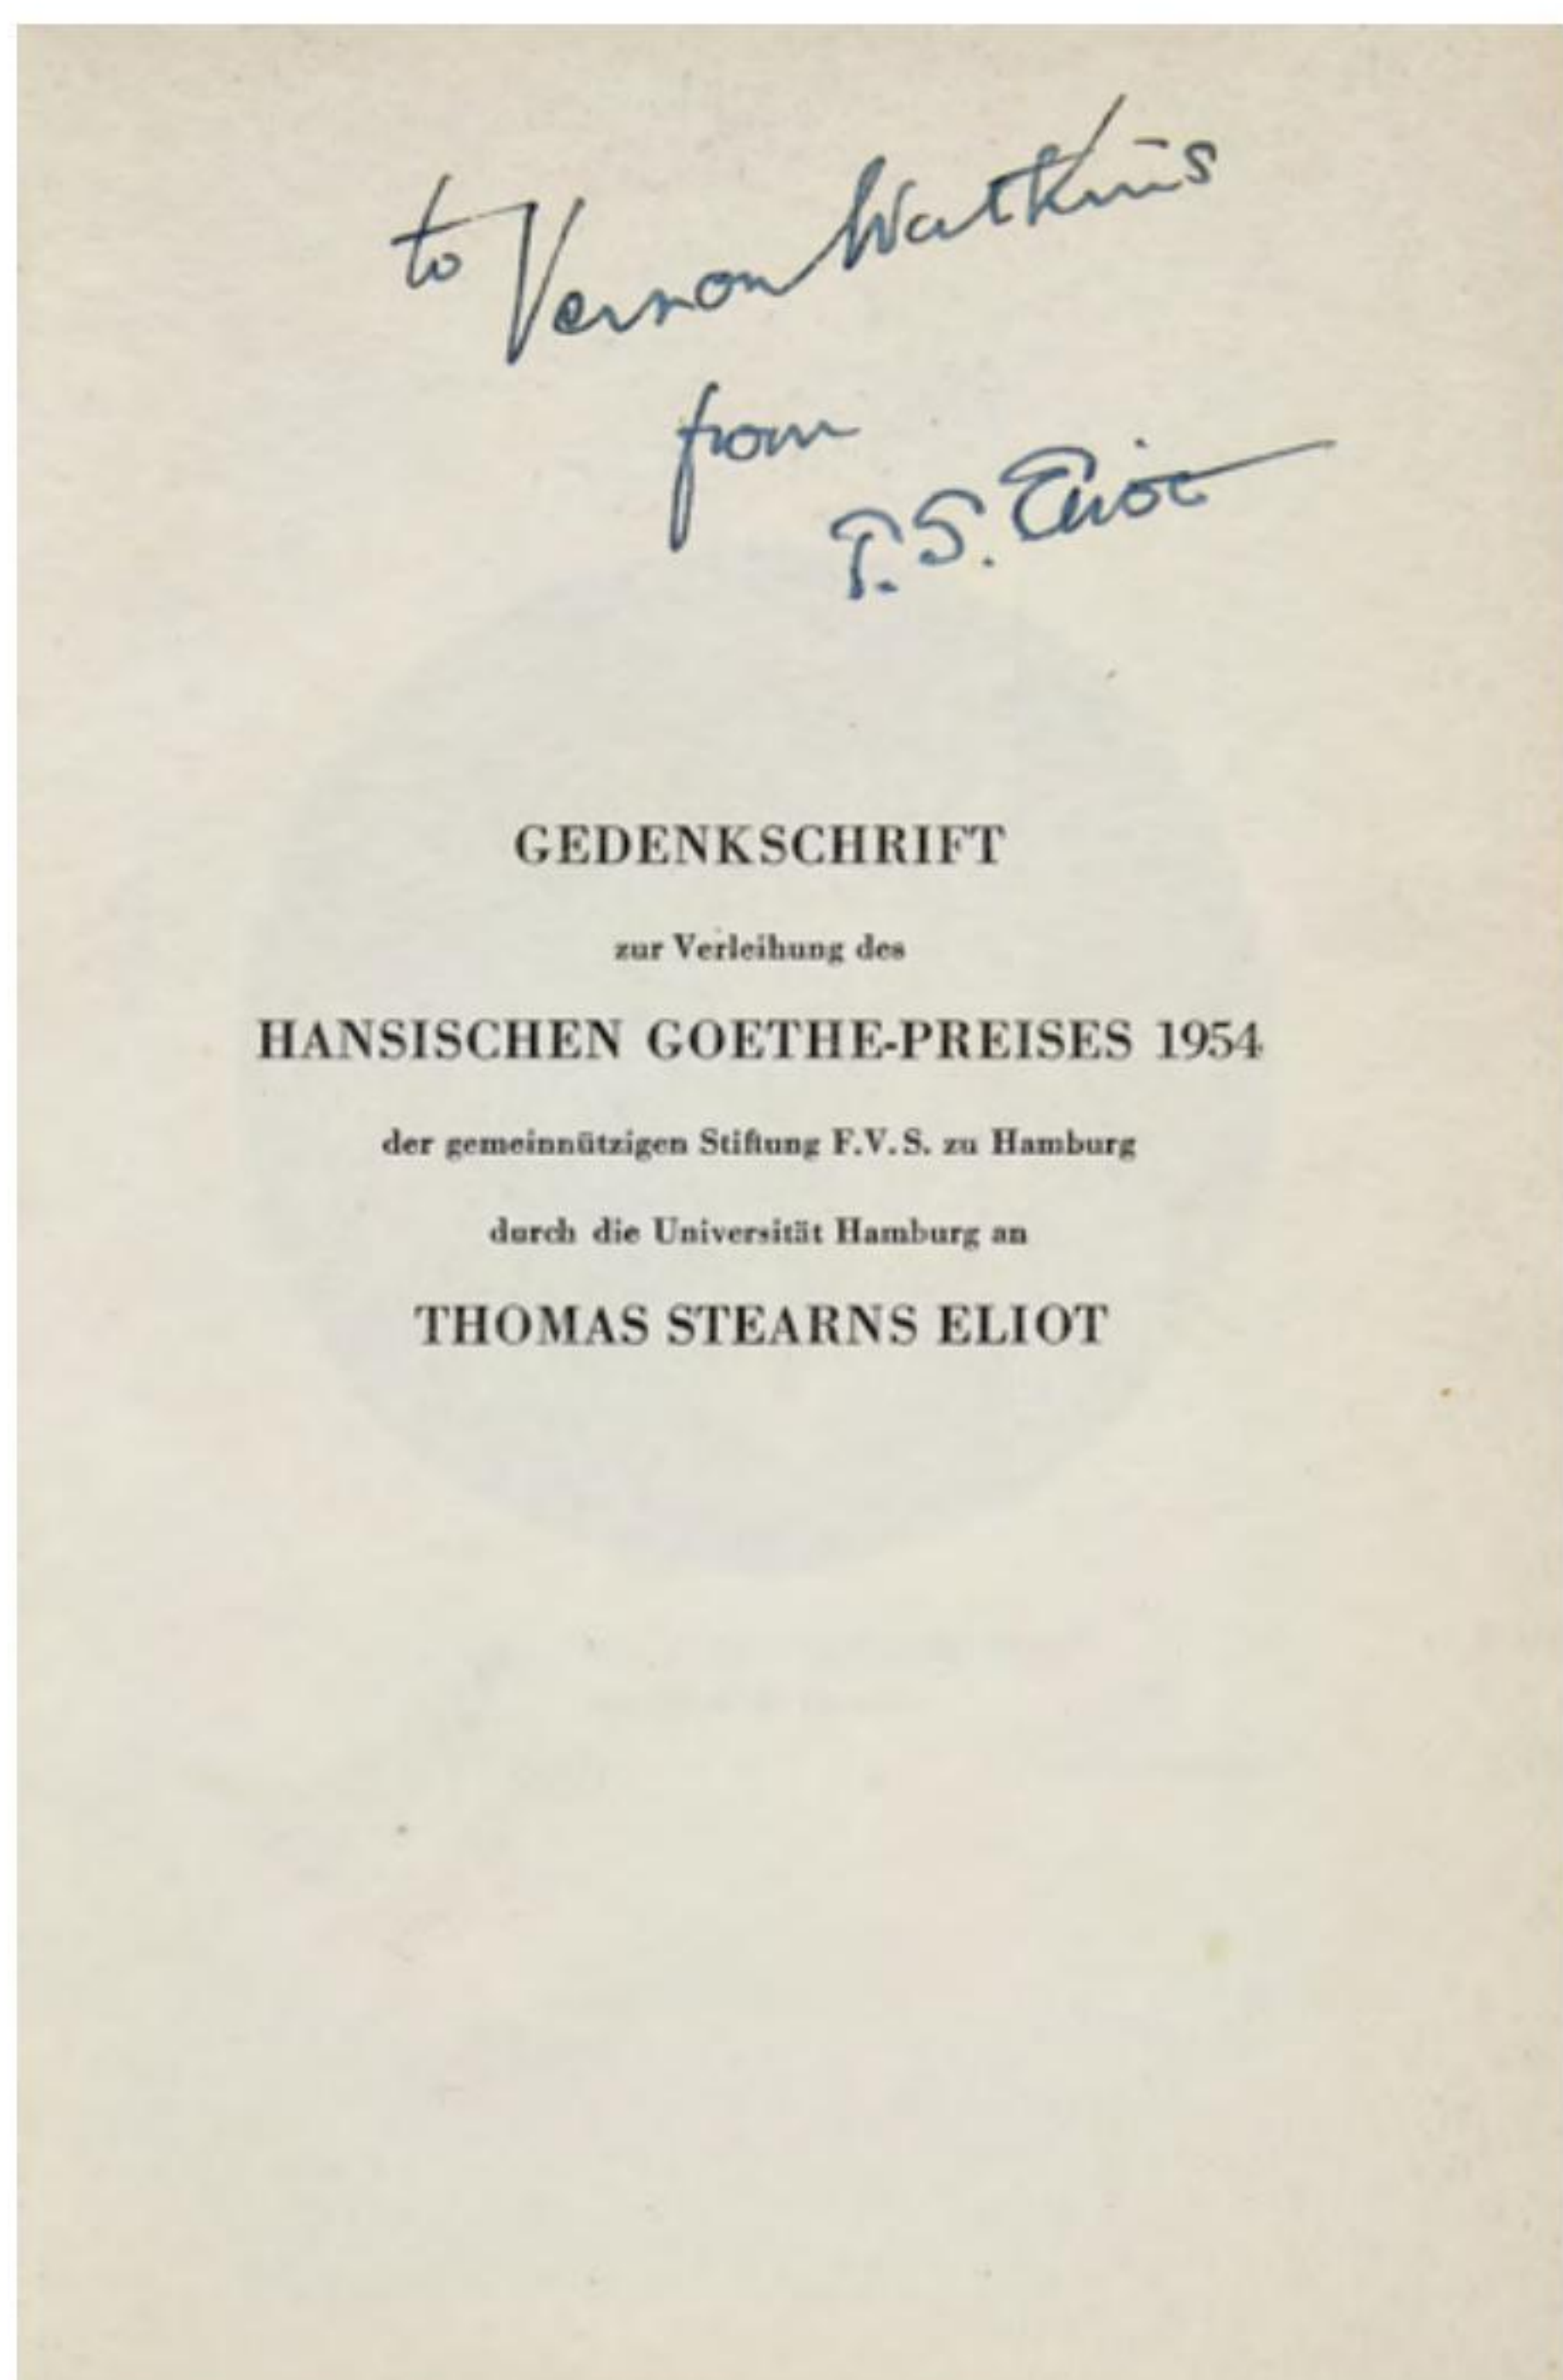 to Vernon Watkins
from
T. S. Eliot
GEDENKSCHRIFT
zur Verleihung des
HANSISCHEN GOETHE-PREISES 1954
der gemeinnützigen Stiftung F.V.S. zu Hamburg
durch die Universität Hamburg an
THOMAS STEARNS ELIOT